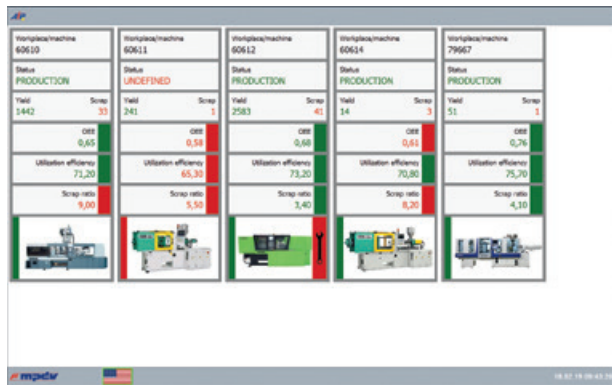 Workplace/machine
60610
Status
PRODUCTION
Yield Scrap
1442 33
OEE
0,65
Utilization efficiency
71,20
Scrap ratio
9,00
Workplace/machine
60611
Status
UNDEFINED
Yield Scrap
241 1
OEE
0,58
Utilization efficiency
65,30
Scrap ratio
5,50
Workplace/machine
60612
Status
PRODUCTION
Yield Scrap
2583 41
OEE
0,68
Utilization efficiency
73,20
Scrap ratio
3,40
Workplace/machine
60614
Status
PRODUCTION
Yield Scrap
14 3
OEE
0,61
Utilization efficiency
70,80
Scrap ratio
8,20
Workplace/machine
79667
Status
PRODUCTION
Yield Scrap
51 1
OEE
0,76
Utilization efficiency
75,70
Scrap ratio
4,10
mpdv